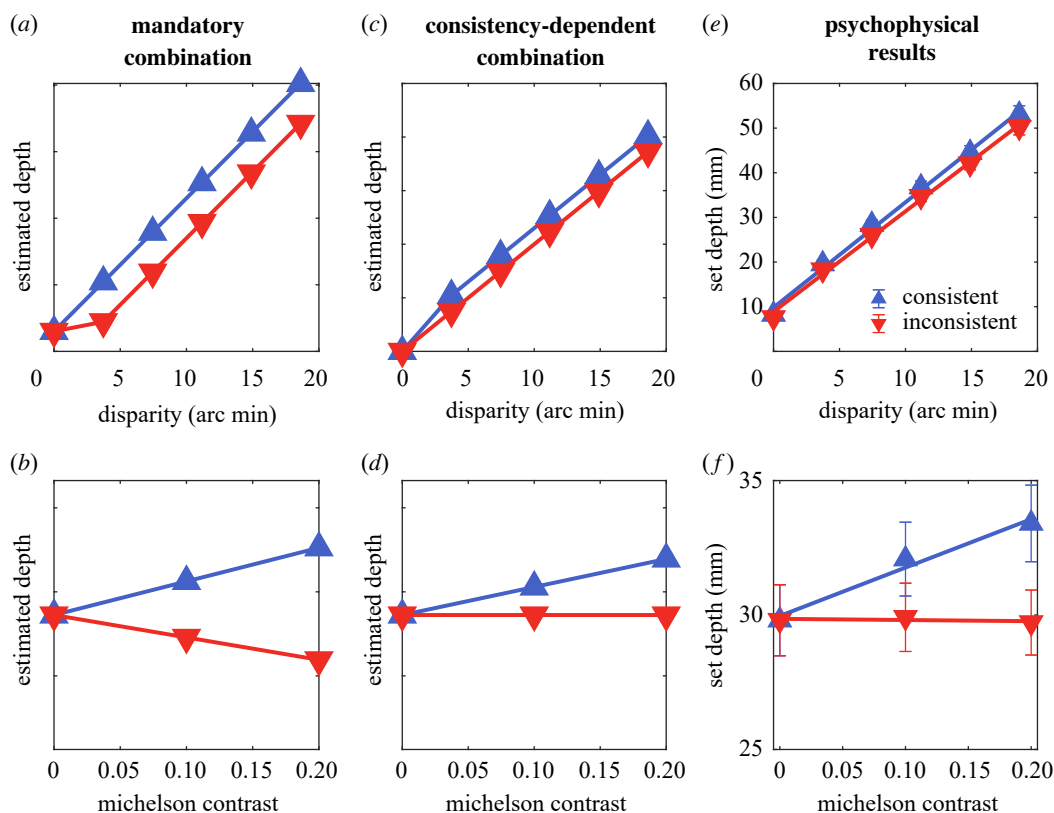 (a) mandatory combination
(c) consistency-dependent combination
(e) psychophysical results
estimated depth
0 5 10 15 20
disparity (arc min)
estimated depth
0 5 10 15 20
disparity (arc min)
set depth (mm)
60
50
40
30
20
10
consistent
inconsistent
0 5 10 15 20
disparity (arc min)
(b)
estimated depth
0 0.05 0.10 0.15 0.20
michelson contrast
(d)
estimated depth
0 0.05 0.10 0.15 0.20
michelson contrast
(f)
set depth (mm)
35
30
25
0 0.05 0.10 0.15 0.20
michelson contrast